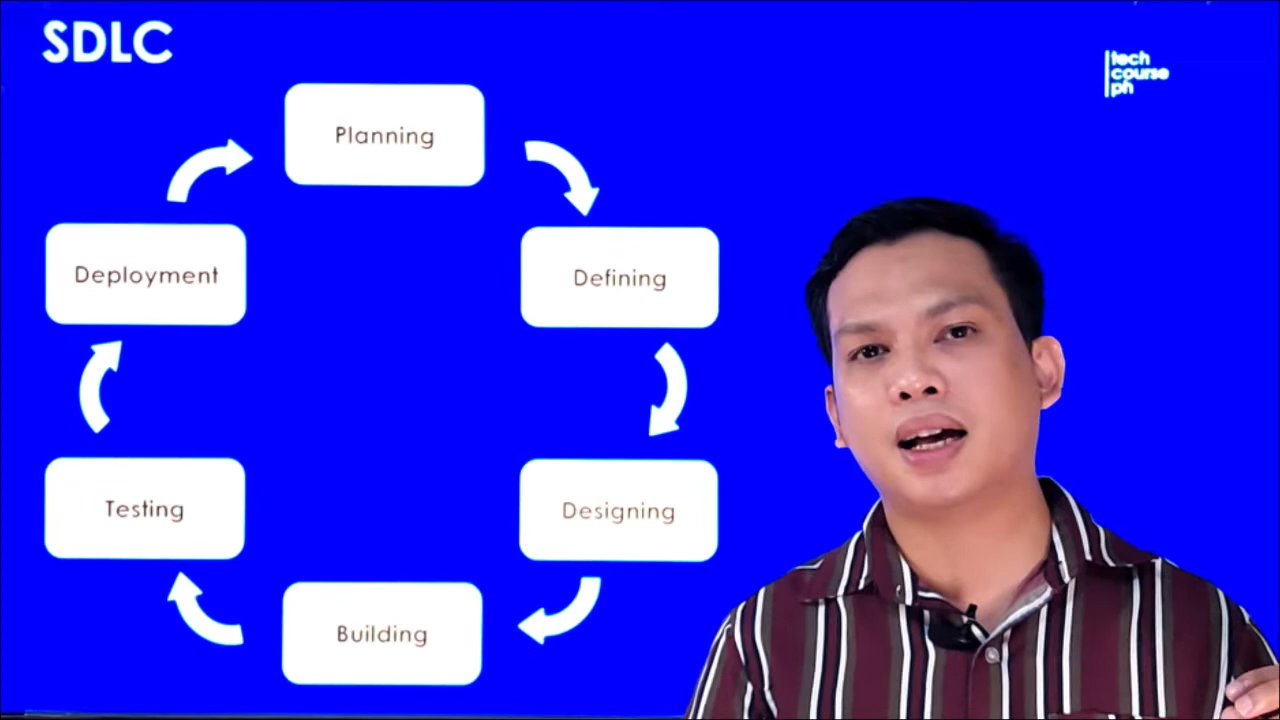 SDLC
tech
course
ph
Planning
Deployment
Defining
Testing
Designing
Building